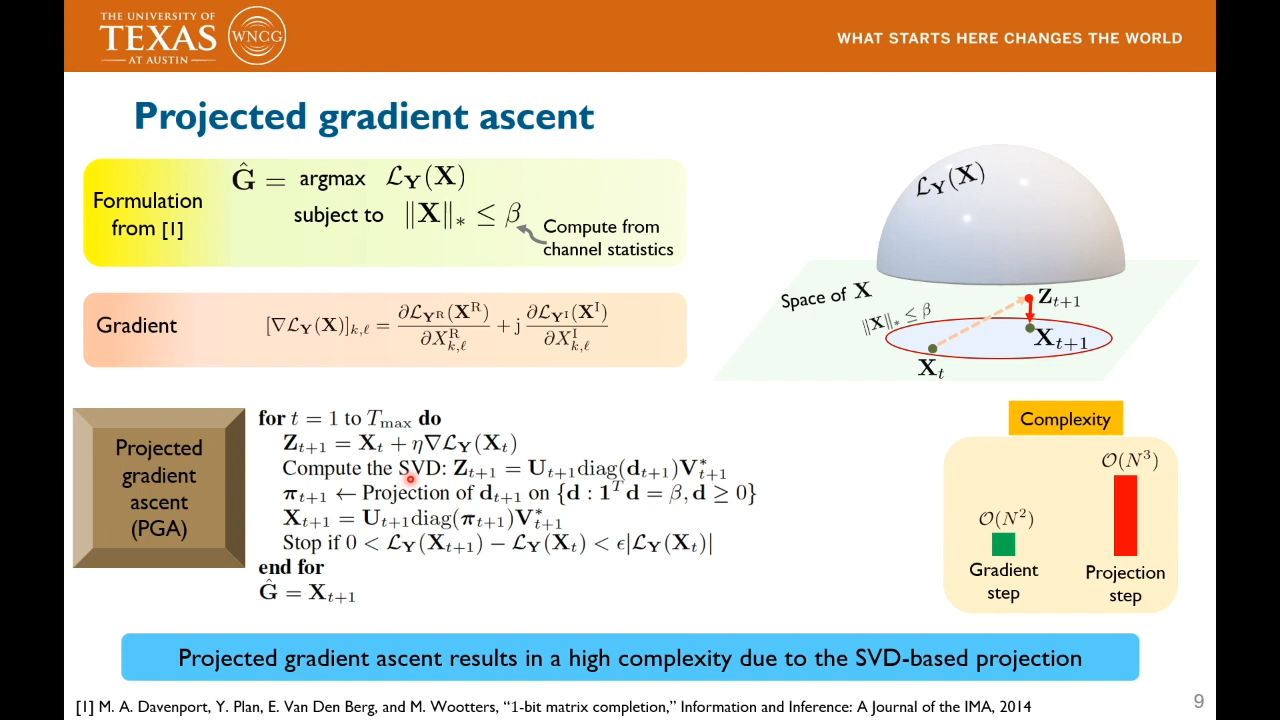 THE UNIVERSITY OF
TEXAS
AT AUSTIN
WNCG
WHAT STARTS HERE CHANGES THE WORLD
Projected gradient ascent
Formulation
from [1]
Ĝ = argmax ℒ_Y(X)
subject to ‖X‖_* ≤ β
Compute from
channel statistics
Gradient
[∇ℒ_Y(X)]_{k,ℓ} = ∂ℒ_{Y^R}(X^R)/∂X^R_{k,ℓ} + j ∂ℒ_{Y^I}(X^I)/∂X^I_{k,ℓ}
ℒ_Y(X)
Space of X
‖X‖_* ≤ β
Z_{t+1}
X_{t+1}
X_t
Projected
gradient
ascent
(PGA)
for t = 1 to T_max do
Z_{t+1} = X_t + η∇ℒ_Y(X_t)
Compute the SVD: Z_{t+1} = U_{t+1}diag(d_{t+1})V^*_{t+1}
π_{t+1} ← Projection of d_{t+1} on {d : 1^T d = β, d ≥ 0}
X_{t+1} = U_{t+1}diag(π_{t+1})V^*_{t+1}
Stop if 0 < ℒ_Y(X_{t+1}) − ℒ_Y(X_t) < ϵ|ℒ_Y(X_t)|
end for
Ĝ = X_{t+1}
Complexity
𝒪(N^2)
Gradient
step
𝒪(N^3)
Projection
step
Projected gradient ascent results in a high complexity due to the SVD-based projection
[1] M. A. Davenport, Y. Plan, E. Van Den Berg, and M. Wootters, “1-bit matrix completion,” Information and Inference: A Journal of the IMA, 2014
9